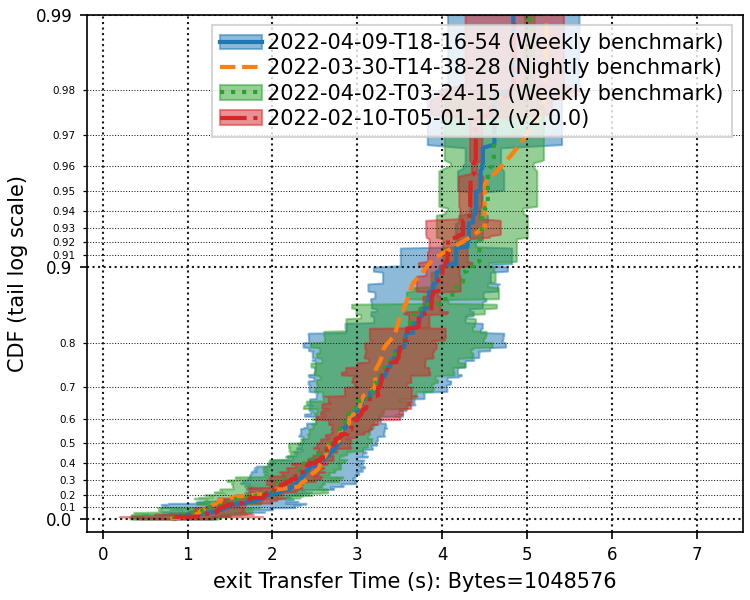 0.99
2022-04-09-T18-16-54 (Weekly benchmark)
2022-03-30-T14-38-28 (Nightly benchmark)
2022-04-02-T03-24-15 (Weekly benchmark)
2022-02-10-T05-01-12 (v2.0.0)
0.98
0.97
0.96
0.95
0.94
0.93
0.92
0.91
0.9
0.8
0.7
0.6
0.5
0.4
0.3
0.2
0.1
0.0
CDF (tail log scale)
0 1 2 3 4 5 6 7
exit Transfer Time (s): Bytes=1048576